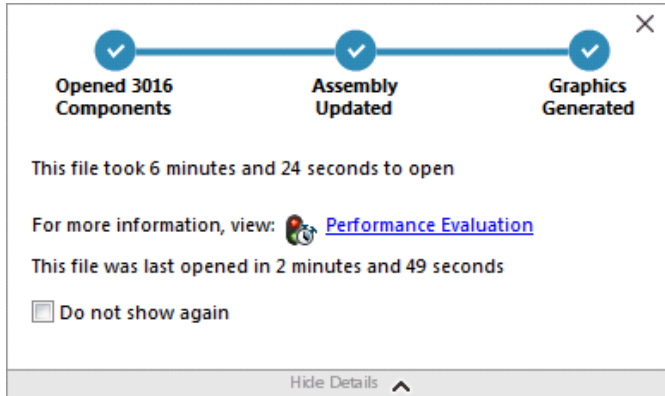 Opened 3016
Components
Assembly
Updated
Graphics
Generated
This file took 6 minutes and 24 seconds to open
For more information, view: Performance Evaluation
This file was last opened in 2 minutes and 49 seconds
Do not show again
Hide Details